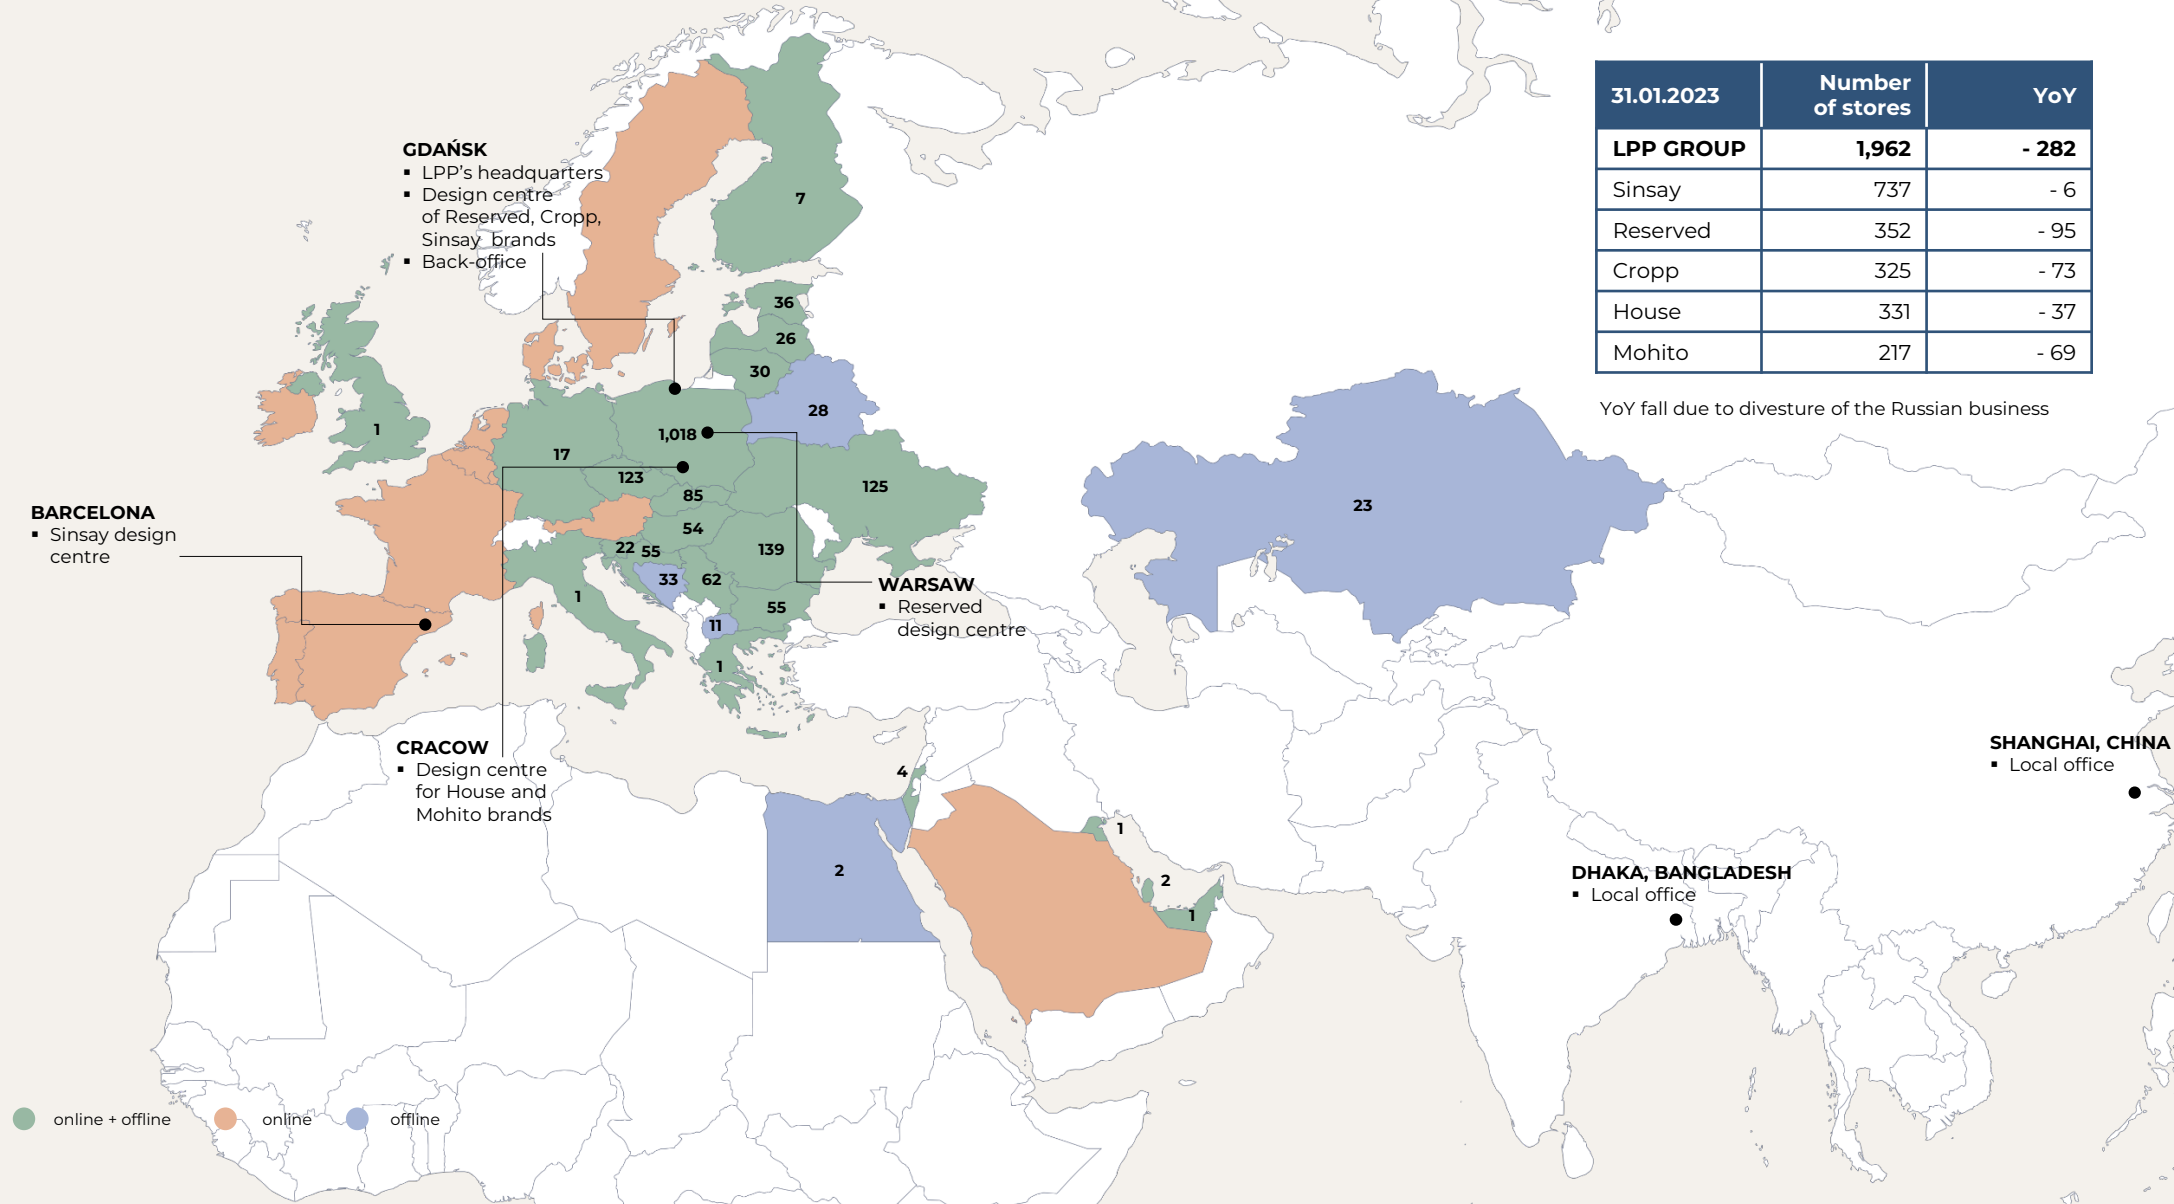 31.01.2023 Number of stores YoY
LPP GROUP 1,962 - 282
Sinsay 737 - 6
Reserved 352 - 95
Cropp 325 - 73
House 331 - 37
Mohito 217 - 69
YoY fall due to divesture of the Russian business
GDAŃSK
▪ LPP's headquarters
▪ Design centre
of Reserved, Cropp,
Sinsay brands
▪ Back-office
7
36
26
30
28
1
1,018
17
123
85
125
54
139
22
55
33
62
55
1
11
1
23
BARCELONA
▪ Sinsay design
centre
WARSAW
▪ Reserved
design centre
CRACOW
▪ Design centre
for House and
Mohito brands
4
1
2
2
1
SHANGHAI, CHINA
▪ Local office
DHAKA, BANGLADESH
▪ Local office
online + offline
online
offline